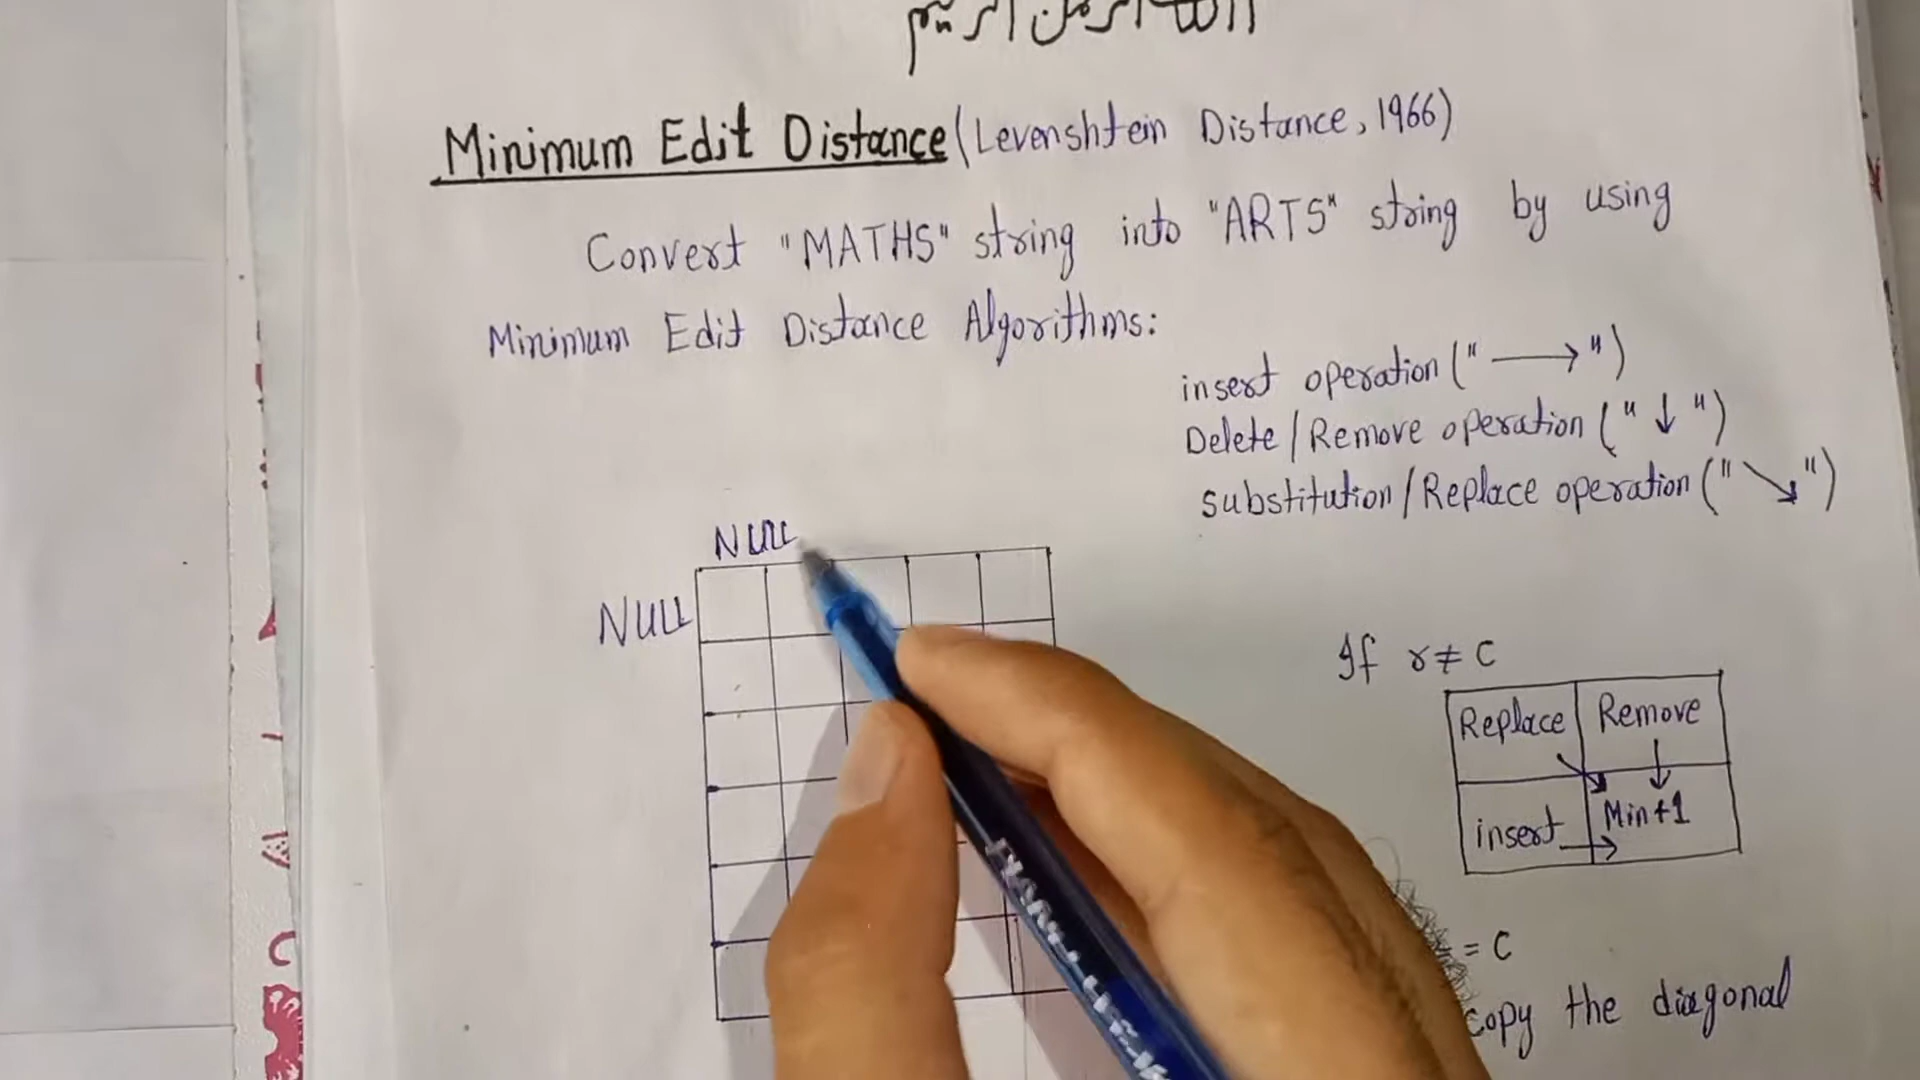 الله الرحمن الرحيم
Minimum Edit Distance (Levenshtein Distance, 1966)
Convert "MATHS" string into "ARTS" string by using
Minimum Edit Distance Algorithms:
insert operation ("⟶")
Delete/Remove operation ("↓")
substitution/Replace operation ("↘")
NULL
NULL
If r ≠ C
Replace Remove
insert → Min+1
= C
copy the diagonal